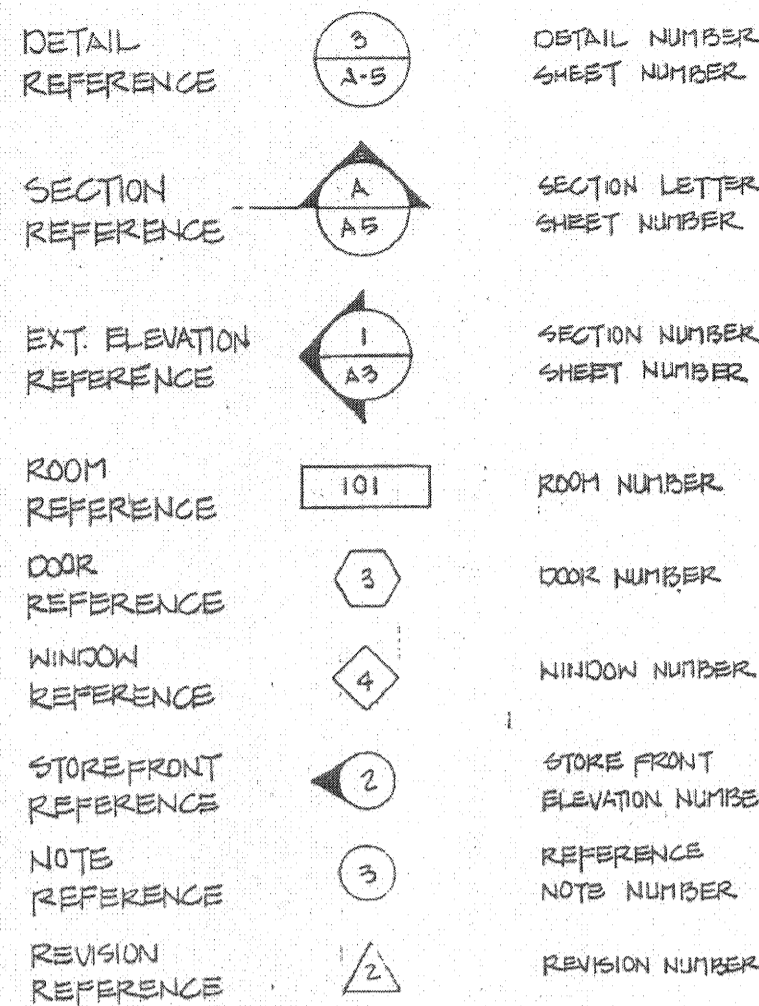 DETAIL
REFERENCE
3
A-5
DETAIL NUMBER
SHEET NUMBER
SECTION
REFERENCE
A
A5
SECTION LETTER
SHEET NUMBER
EXT. ELEVATION
REFERENCE
1
A3
SECTION NUMBER
SHEET NUMBER
ROOM
REFERENCE
101
ROOM NUMBER
DOOR
REFERENCE
3
DOOR NUMBER
WINDOW
REFERENCE
4
WINDOW NUMBER
STOREFRONT
REFERENCE
2
STORE FRONT
ELEVATION NUMBE
NOTE
REFERENCE
3
REFERENCE
NOTE NUMBER
REVISION
REFERENCE
2
REVISION NUMBER